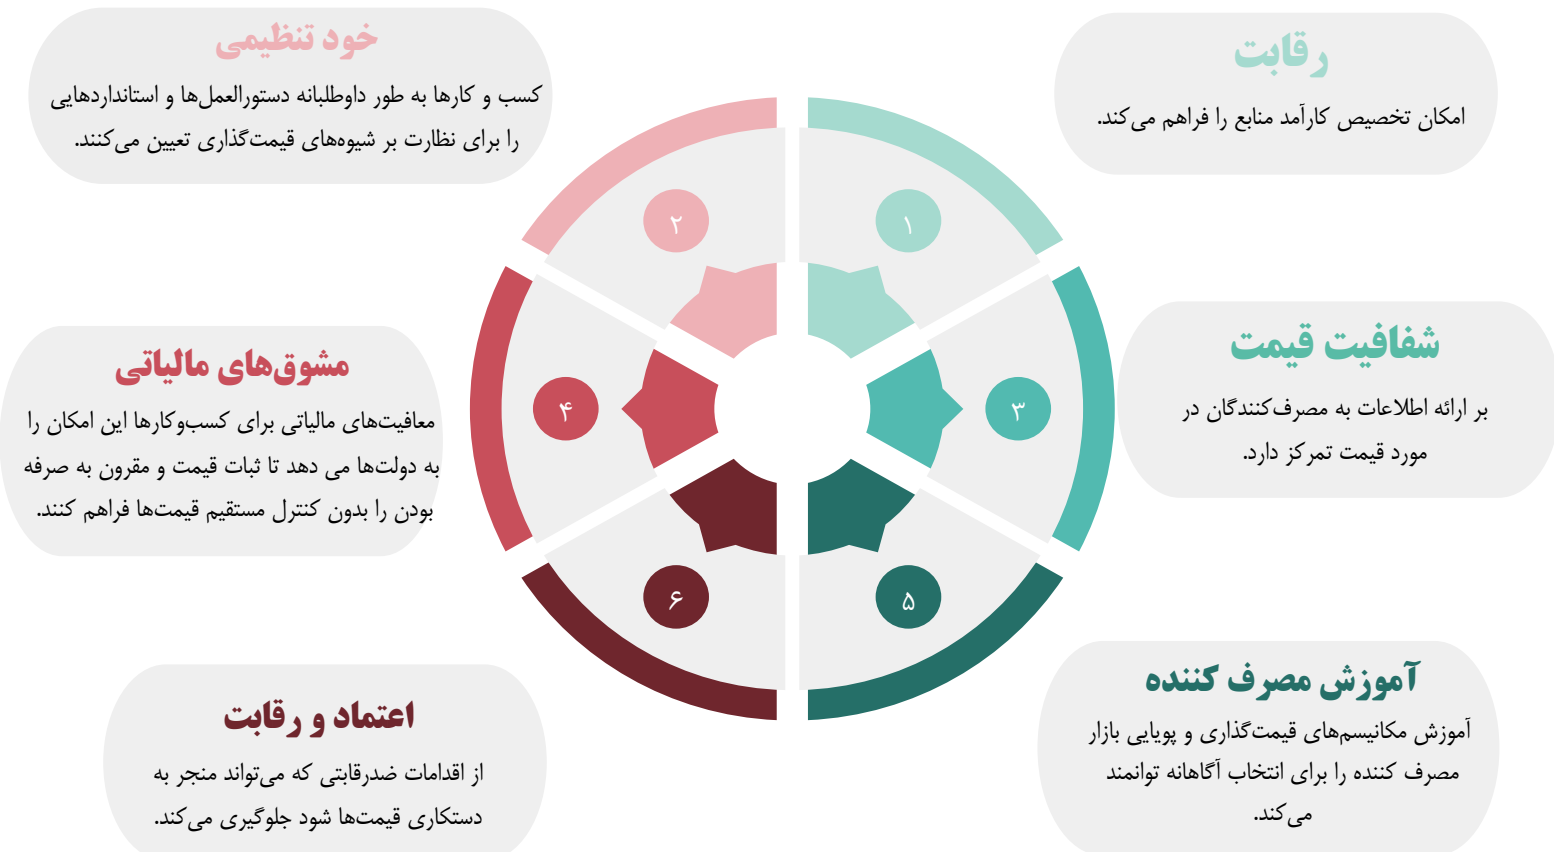 رقابت
امکان تخصیص کارآمد منابع را فراهم می‌کند.
۱
خود تنظیمی
کسب و کارها به طور داوطلبانه دستورالعمل‌ها و استانداردهایی
را برای نظارت بر شیوه‌های قیمت‌گذاری تعیین می‌کنند.
۲
شفافیت قیمت
بر ارائه اطلاعات به مصرف‌کنندگان در
مورد قیمت تمرکز دارد.
۳
مشوق‌های مالیاتی
معافیت‌های مالیاتی برای کسب‌وکارها این امکان را
به دولت‌ها می دهد تا ثبات قیمت و مقرون به صرفه
بودن را بدون کنترل مستقیم قیمت‌ها فراهم کنند.
۴
آموزش مصرف کننده
آموزش مکانیسم‌های قیمت‌گذاری و پویایی بازار
مصرف کننده را برای انتخاب آگاهانه توانمند
می‌کند.
۵
اعتماد و رقابت
از اقدامات ضدرقابتی که می‌تواند منجر به
دستکاری قیمت‌ها شود جلوگیری می‌کند.
۶